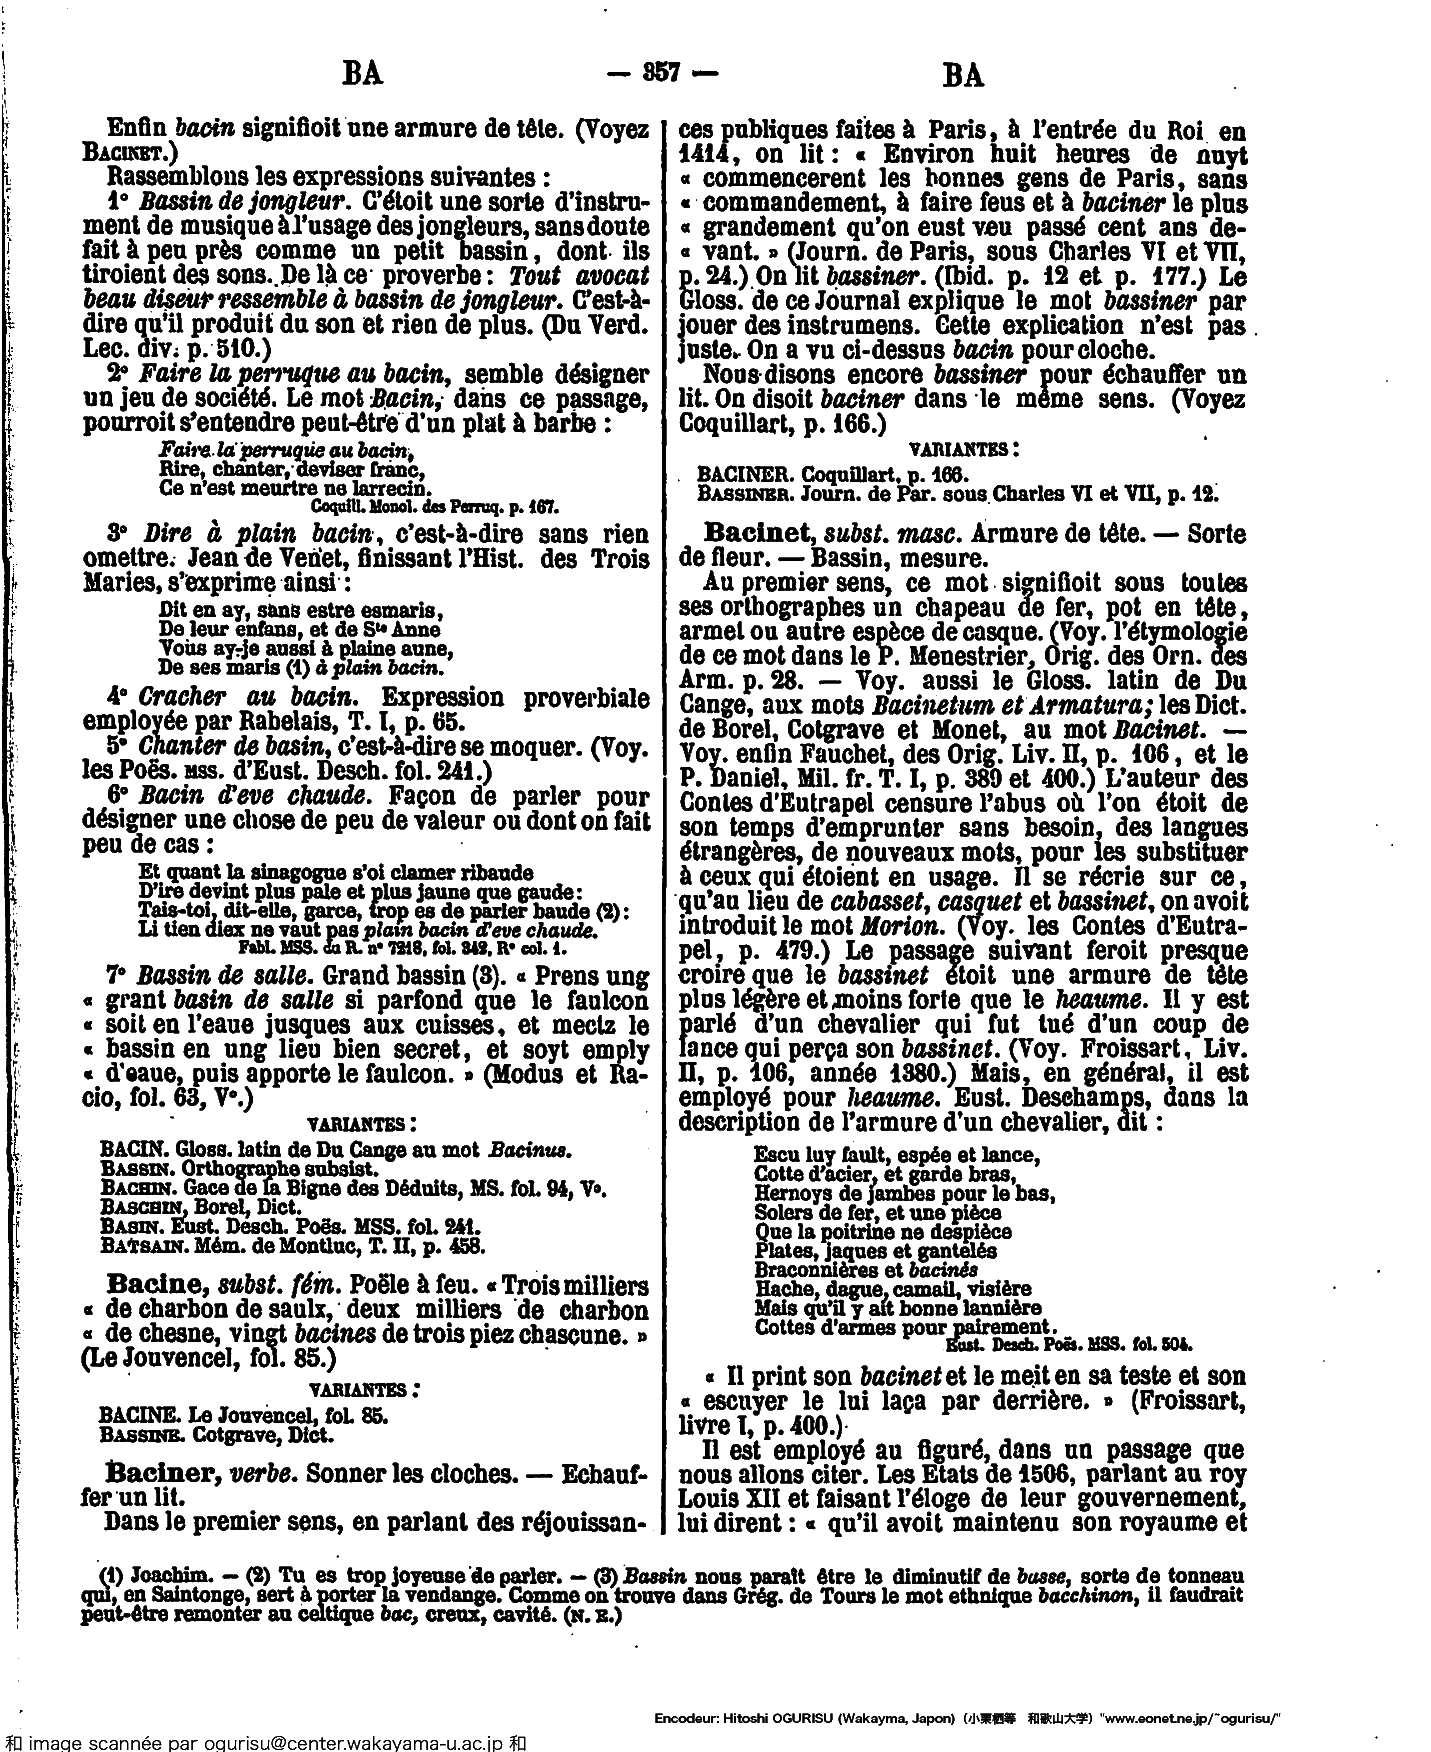 BA — 357 — BA
Enfin bacin signifioit une armure de tête. (Voyez
BACINET.)
Rassemblons les expressions suivantes :
1° Bassin de jongleur. C'étoit une sorte d'instru-
ment de musique à l'usage des jongleurs, sans doute
fait à peu près comme un petit bassin, dont ils
tiroient des sons. De là ce proverbe : Tout avocat
beau diseur ressemble à bassin de jongleur. C'est-à-
dire qu'il produit du son et rien de plus. (Du Verd.
Lec. div. p. 510.)
2° Faire la perruque au bacin, semble désigner
un jeu de société. Le mot Bacin, dans ce passage,
pourroit s'entendre peut-être d'un plat à barbe :
Faire la perruque au bacin,
Rire, chanter, deviser franc,
Ce n'est meurtre ne larrecin.
Coquill. Monol. des Perruq. p. 167.
3° Dire à plain bacin, c'est-à-dire sans rien
omettre. Jean de Venet, finissant l'Hist. des Trois
Maries, s'exprime ainsi :
Dit en ay, sans estre esmaris,
De leur enfans, et de Ste Anne
Vous ay-je aussi à plaine aune,
De ses maris (1) à plain bacin.
4° Cracher au bacin. Expression proverbiale
employée par Rabelais, T. I, p. 65.
5° Chanter de basin, c'est-à-dire se moquer. (Voy.
les Poës. MSS. d'Eust. Desch. fol. 241.)
6° Bacin d'eve chaude. Façon de parler pour
désigner une chose de peu de valeur ou dont on fait
peu de cas :
Et quant la sinagogue s'oi clamer ribaude
D'ire devint plus pale et plus jaune que gaude :
Tais-toi, dit-elle, garce, trop es de parler baude (2) :
Li tien diex ne vaut pas plain bacin d'eve chaude.
Fabl. MSS. du R. n° 7218, fol. 342, R° col. 1.
7° Bassin de salle. Grand bassin (3). « Prens ung
« grant basin de salle si parfond que le faulcon
« soit en l'eaue jusques aux cuisses, et mectz le
« bassin en ung lieu bien secret, et soyt emply
« d'eaue, puis apporte le faulcon. » (Modus et Ra-
cio, fol. 63, V°.)
VARIANTES :
BACIN. Gloss. latin de Du Cange au mot Bacinus.
BASSIN. Orthographe subsist.
BACHIN. Gace de la Bigne des Déduits, MS. fol. 94, V°.
BASCHIN, Borel, Dict.
BASIN. Eust. Desch. Poës. MSS. fol. 241.
BATSAIN. Mém. de Montluc, T. II, p. 458.
Bacine, subst. fém. Poële à feu. « Trois milliers
« de charbon de saulx, deux milliers de charbon
« de chesne, vingt bacines de trois piez chascune. »
(Le Jouvencel, fol. 85.)
VARIANTES :
BACINE. Le Jouvencel, fol. 85.
BASSINE. Cotgrave, Dict.
Baciner, verbe. Sonner les cloches. — Echauf-
fer un lit.
Dans le premier sens, en parlant des réjouissan-
ces publiques faites à Paris, à l'entrée du Roi en
1414, on lit : « Environ huit heures de nuyt
« commencerent les bonnes gens de Paris, sans
« commandement, à faire feus et à baciner le plus
« grandement qu'on eust veu passé cent ans de-
« vant. » (Journ. de Paris, sous Charles VI et VII,
p. 24.) On lit bassiner. (Ibid. p. 12 et p. 177.) Le
Gloss. de ce Journal explique le mot bassiner par
jouer des instrumens. Cette explication n'est pas
juste. On a vu ci-dessus bacin pour cloche.
Nous disons encore bassiner pour échauffer un
lit. On disoit baciner dans le même sens. (Voyez
Coquillart, p. 166.)
VARIANTES :
BACINER. Coquillart, p. 166.
BASSINER. Journ. de Par. sous Charles VI et VII, p. 12.
Bacinet, subst. masc. Armure de tête. — Sorte
de fleur. — Bassin, mesure.
Au premier sens, ce mot signifioit sous toutes
ses orthographes un chapeau de fer, pot en tête,
armet ou autre espèce de casque. (Voy. l'étymologie
de ce mot dans le P. Menestrier, Orig. des Orn. des
Arm. p. 28. — Voy. aussi le Gloss. latin de Du
Cange, aux mots Bacinetum et Armatura; les Dict.
de Borel, Cotgrave et Monet, au mot Bacinet. —
Voy. enfin Fauchet, des Orig. Liv. II, p. 106, et le
P. Daniel, Mil. fr. T. I, p. 389 et 400.) L'auteur des
Contes d'Eutrapel censure l'abus où l'on étoit de
son temps d'emprunter sans besoin, des langues
étrangères, de nouveaux mots, pour les substituer
à ceux qui étoient en usage. Il se récrie sur ce,
qu'au lieu de cabasset, casquet et bassinet, on avoit
introduit le mot Morion. (Voy. les Contes d'Eutra-
pel, p. 479.) Le passage suivant feroit presque
croire que le bassinet étoit une armure de tête
plus légère et moins forte que le heaume. Il y est
parlé d'un chevalier qui fut tué d'un coup de
lance qui perça son bassinet. (Voy. Froissart, Liv.
II, p. 106, année 1380.) Mais, en général, il est
employé pour heaume. Eust. Deschamps, dans la
description de l'armure d'un chevalier, dit :
Escu luy fault, espée et lance,
Cotte d'acier, et garde bras,
Hernoys de jambes pour le bas,
Solers de fer, et une pièce
Que la poitrine ne despièce
Plates, jaques et gantelés
Braconnières et bacinés
Hache, dague, camail, visière
Mais qu'il y ait bonne lannière
Cottes d'armes pour pairement.
Eust. Desch. Poës. MSS. fol. 504.
« Il print son bacinet et le meit en sa teste et son
« escuyer le lui laça par derrière. » (Froissart,
livre I, p. 400.)
Il est employé au figuré, dans un passage que
nous allons citer. Les Etats de 1506, parlant au roy
Louis XII et faisant l'éloge de leur gouvernement,
lui dirent : « qu'il avoit maintenu son royaume et
(1) Joachim. — (2) Tu es trop joyeuse de parler. — (3) Bassin nous paraît être le diminutif de busse, sorte de tonneau
qui, en Saintonge, sert à porter la vendange. Comme on trouve dans Grég. de Tours le mot ethnique bacchinon, il faudrait
peut-être remonter au celtique bac, creux, cavité. (N. E.)
Encodeur: Hitoshi OGURISU (Wakayma, Japon) (小栗栖等 和歌山大学) "www.eonet.ne.jp/~ogurisu/"
和 image scannée par ogurisu@center.wakayama-u.ac.jp 和